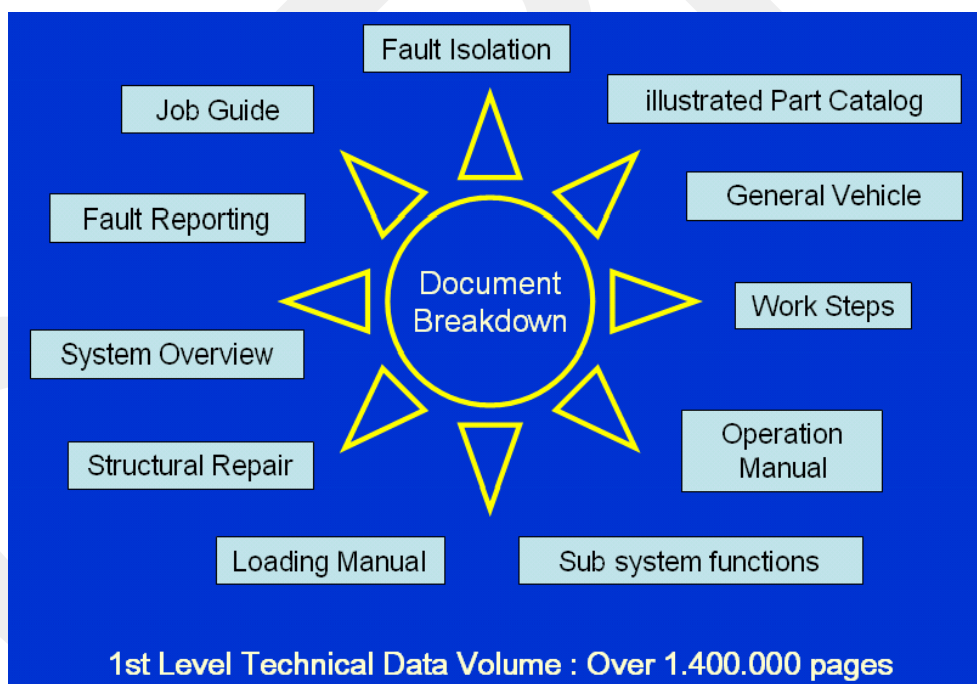 Fault Isolation
Job Guide
illustrated Part Catalog
Fault Reporting
General Vehicle
Document
Breakdown
Work Steps
System Overview
Operation
Manual
Structural Repair
Loading Manual
Sub system functions
1st Level Technical Data Volume : Over 1.400.000 pages